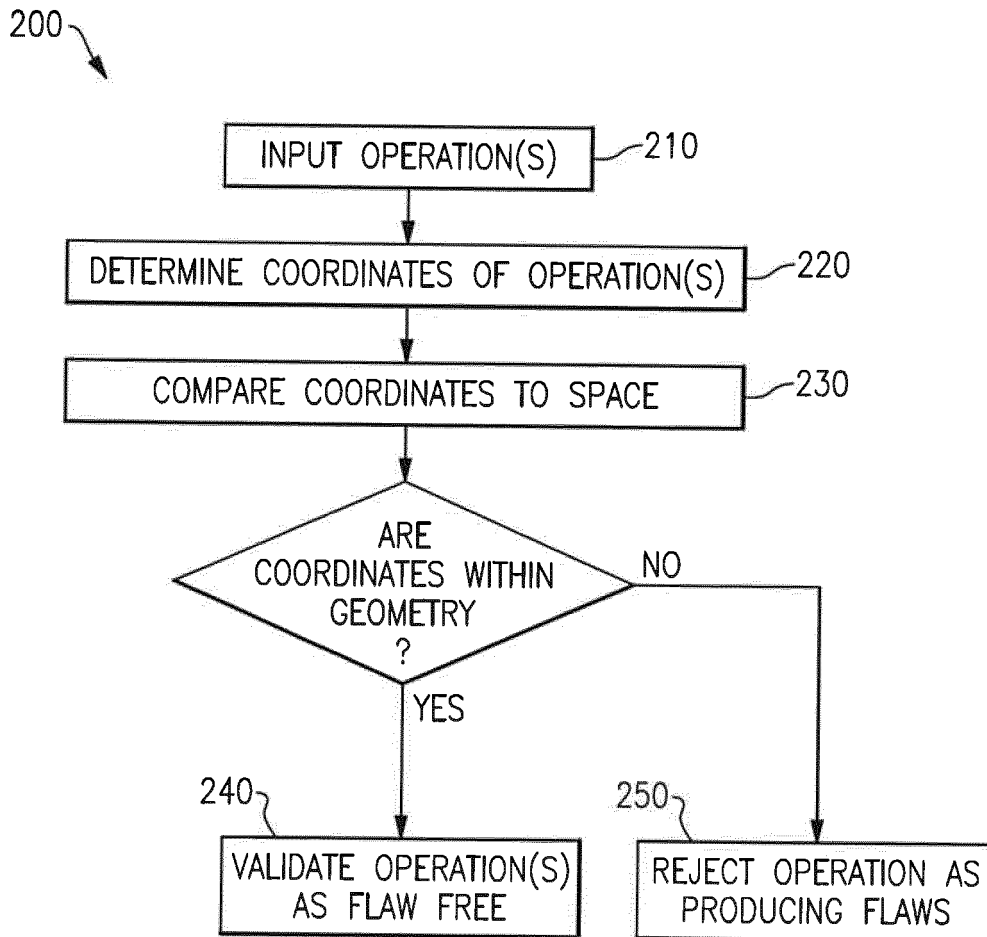 200
INPUT OPERATION(S)
210
DETERMINE COORDINATES OF OPERATION(S)
220
COMPARE COORDINATES TO SPACE
230
ARE
COORDINATES WITHIN
GEOMETRY
?
NO
YES
240
VALIDATE OPERATION(S)
AS FLAW FREE
250
REJECT OPERATION AS
PRODUCING FLAWS